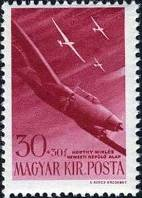 30+30f
HORTHY MIKLÓS
NEMZETI REPÜLŐ ALAP
MAGYAR KIR. POSTA